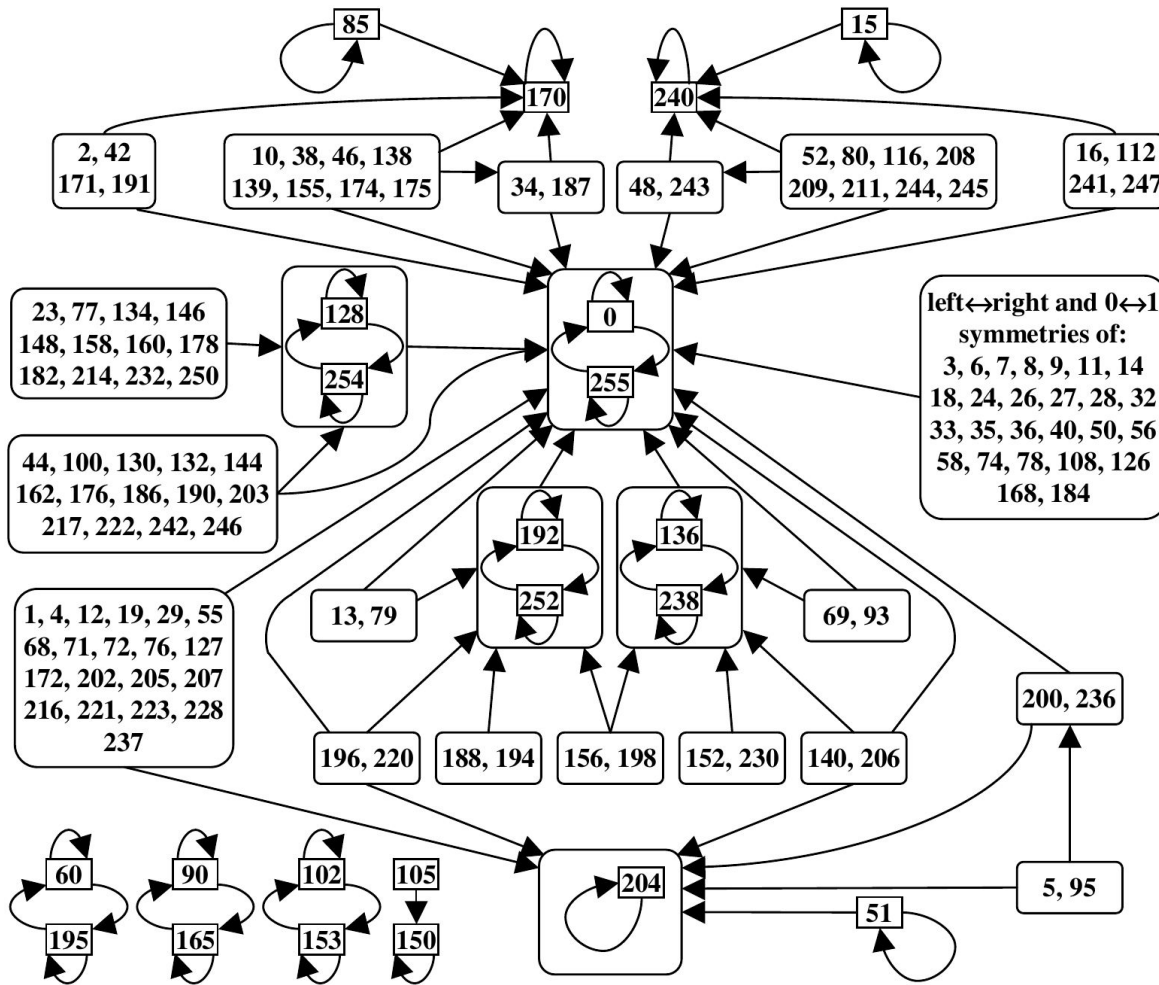 85
15
170
240
2, 42
171, 191
10, 38, 46, 138
139, 155, 174, 175
34, 187
48, 243
52, 80, 116, 208
209, 211, 244, 245
16, 112
241, 247
23, 77, 134, 146
148, 158, 160, 178
182, 214, 232, 250
128
254
0
255
left↔right and 0↔1
symmetries of:
3, 6, 7, 8, 9, 11, 14
18, 24, 26, 27, 28, 32
33, 35, 36, 40, 50, 56
58, 74, 78, 108, 126
168, 184
44, 100, 130, 132, 144
162, 176, 186, 190, 203
217, 222, 242, 246
192
252
136
238
13, 79
69, 93
1, 4, 12, 19, 29, 55
68, 71, 72, 76, 127
172, 202, 205, 207
216, 221, 223, 228
237
196, 220
188, 194
156, 198
152, 230
140, 206
200, 236
60
195
90
165
102
153
105
150
204
51
5, 95